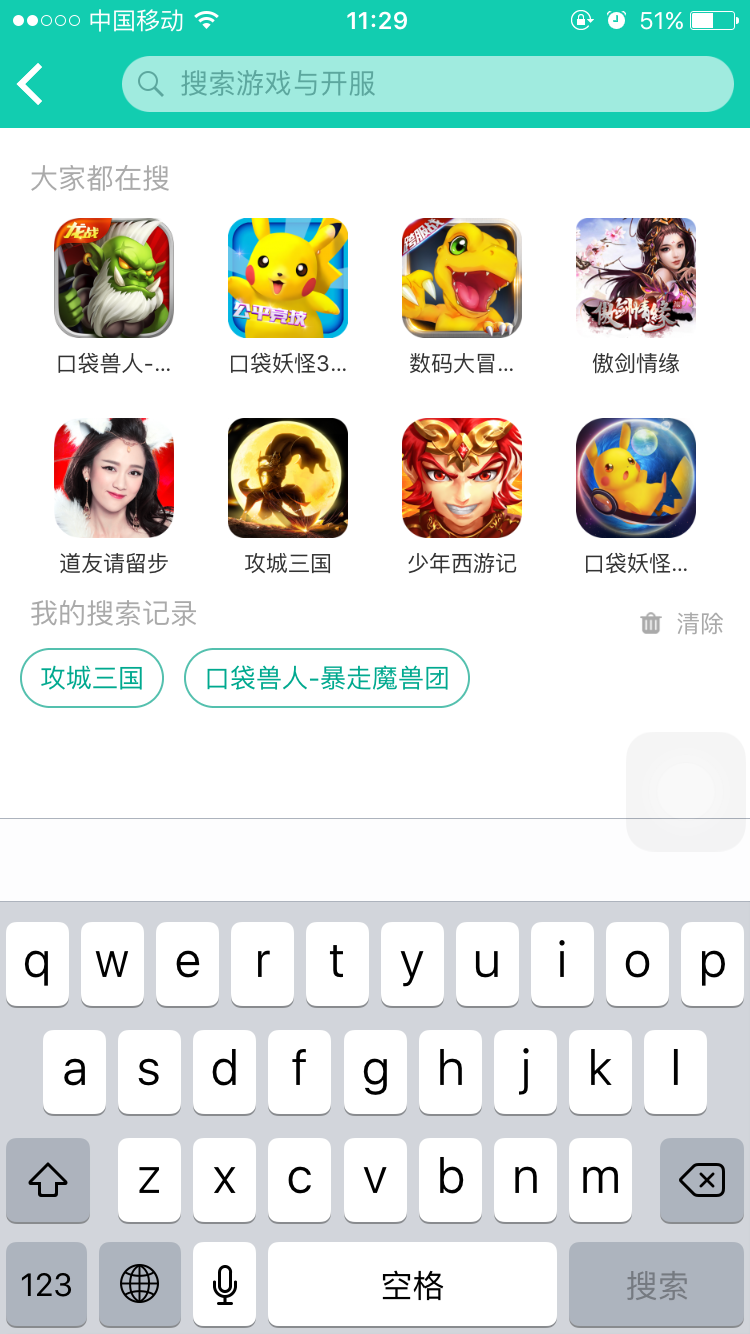 中国移动 11:29 51%
搜索游戏与开服
大家都在搜
龙战
公平竞技
跨服战
傲剑情缘
口袋兽人-... 口袋妖怪3... 数码大冒... 傲剑情缘
道友请留步 攻城三国 少年西游记 口袋妖怪...
我的搜索记录 清除
攻城三国 口袋兽人-暴走魔兽团
q w e r t y u i o p
a s d f g h j k l
z x c v b n m
123 空格 搜索